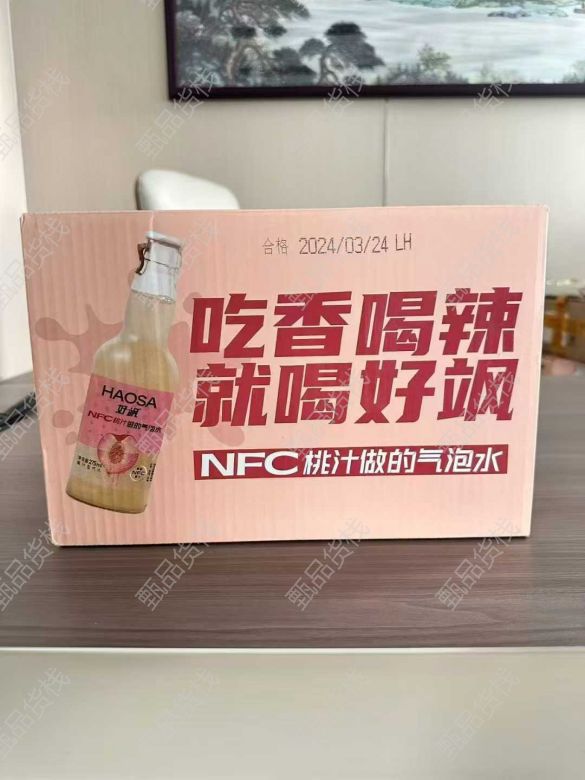 合格 2024/03/24 LH
吃香喝辣
就喝好飒
NFC桃汁做的气泡水
HAOSA
好飒
NFC桃汁做的气泡水
甄品货栈